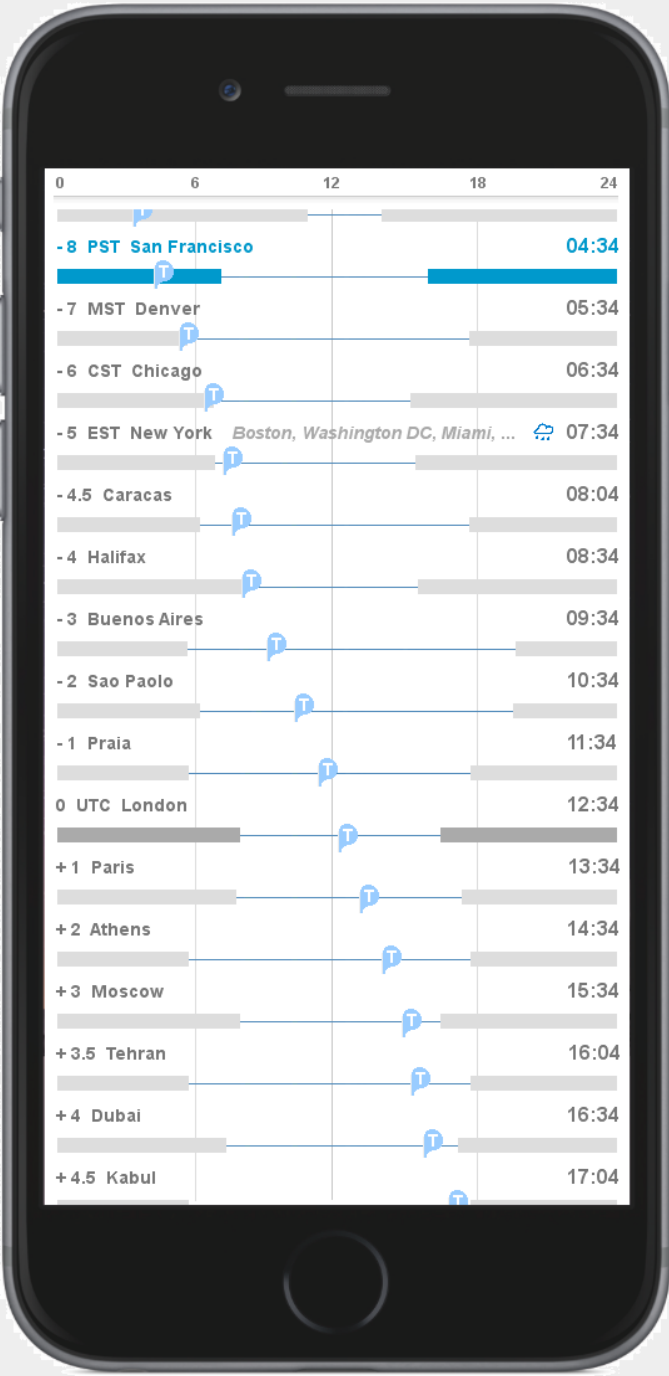 0 6 12 18 24
T
- 8 PST San Francisco 04:34
T
- 7 MST Denver 05:34
T
- 6 CST Chicago 06:34
T
- 5 EST New York Boston, Washington DC, Miami, ... 07:34
T
- 4.5 Caracas 08:04
T
- 4 Halifax 08:34
T
- 3 Buenos Aires 09:34
T
- 2 Sao Paolo 10:34
T
- 1 Praia 11:34
T
0 UTC London 12:34
T
+ 1 Paris 13:34
T
+ 2 Athens 14:34
T
+ 3 Moscow 15:34
T
+ 3.5 Tehran 16:04
T
+ 4 Dubai 16:34
T
+ 4.5 Kabul 17:04
T